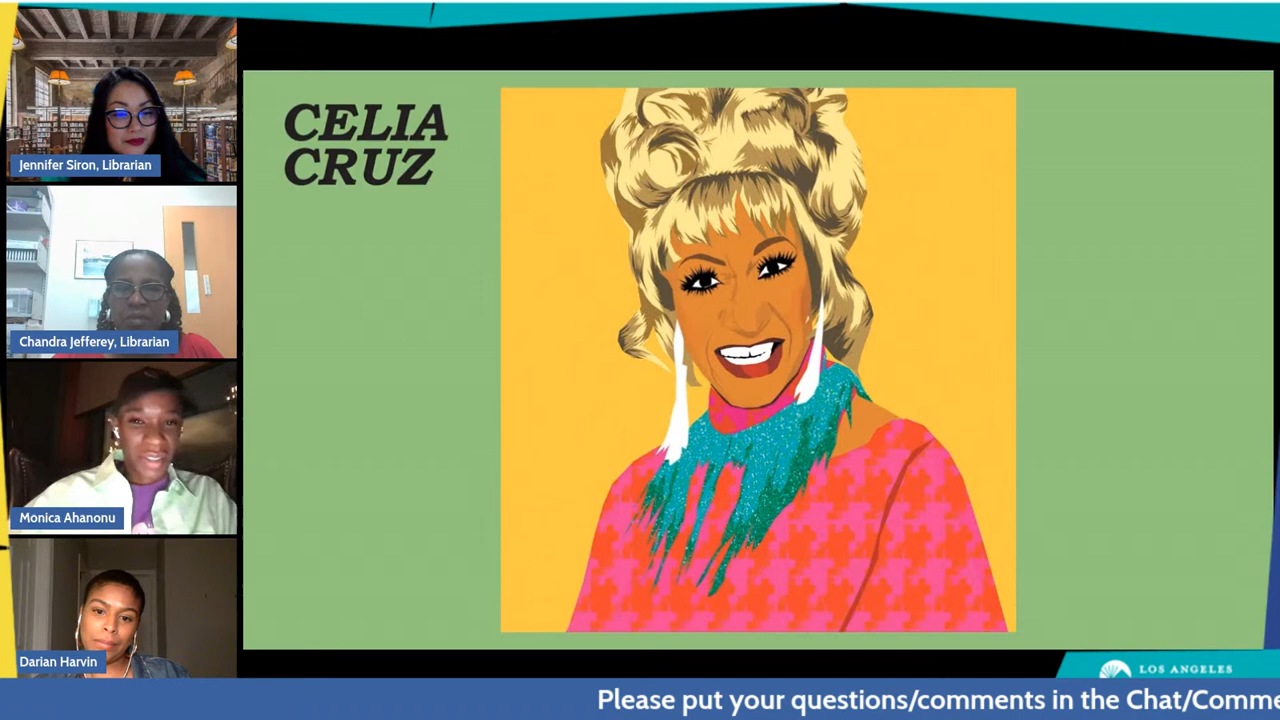 CELIA
CRUZ
Jennifer Siron, Librarian
Chandra Jefferey, Librarian
Monica Ahanonu
Darian Harvin
LOS ANGELES
Please put your questions/comments in the Chat/Comme